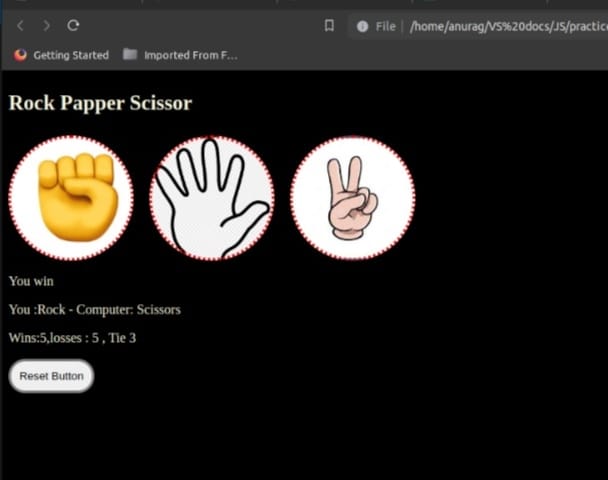 File /home/anurag/VS%20docs/JS/practice
Getting Started Imported From F...
Rock Papper Scissor
You win
You :Rock - Computer: Scissors
Wins:5,losses : 5 , Tie 3
Reset Button